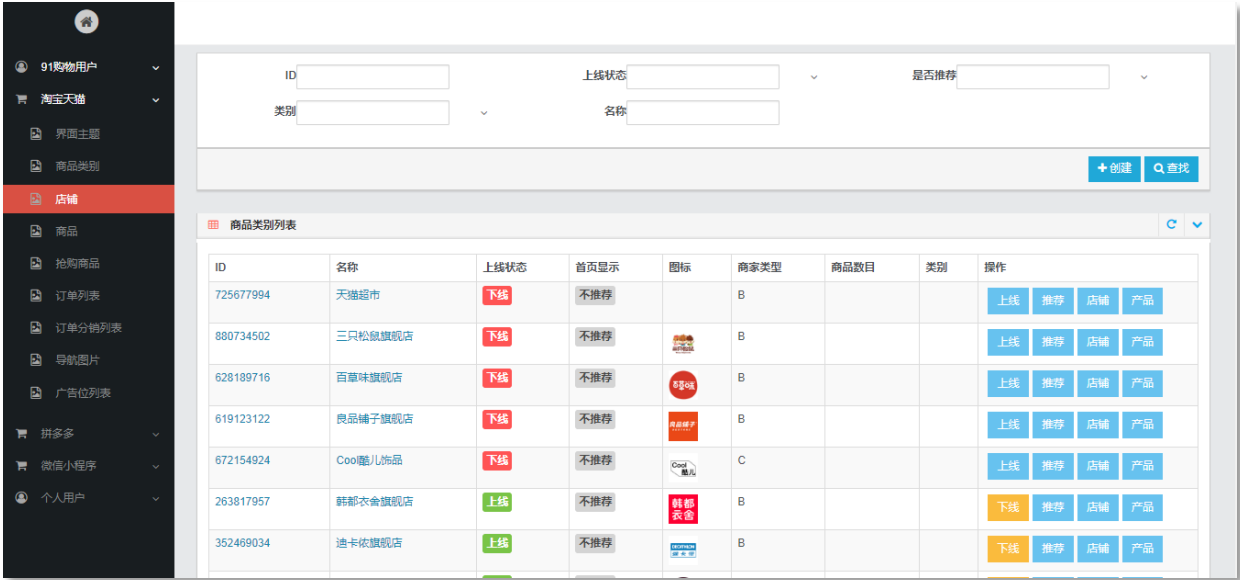 91购物用户
淘宝天猫
界面主题
商品类别
店铺
商品
抢购商品
订单列表
订单分销列表
导航图片
广告位列表
拼多多
微信小程序
个人用户
ID 上线状态 是否推荐
类别 名称
创建 查找
商品类别列表
ID 名称 上线状态 首页显示 图标 商家类型 商品数目 类别 操作
725677994 天猫超市 下线 不推荐 B 上线 推荐 店铺 产品
880734502 三只松鼠旗舰店 下线 不推荐 B 上线 推荐 店铺 产品
628189716 百草味旗舰店 下线 不推荐 百草味 B 上线 推荐 店铺 产品
619123122 良品铺子旗舰店 下线 不推荐 良品铺子 B 上线 推荐 店铺 产品
672154924 Cool酷儿饰品 下线 不推荐 Cool酷儿 C 上线 推荐 店铺 产品
263817957 韩都衣舍旗舰店 上线 不推荐 韩都衣舍 B 下线 推荐 店铺 产品
352469034 迪卡侬旗舰店 上线 不推荐 B 下线 推荐 店铺 产品